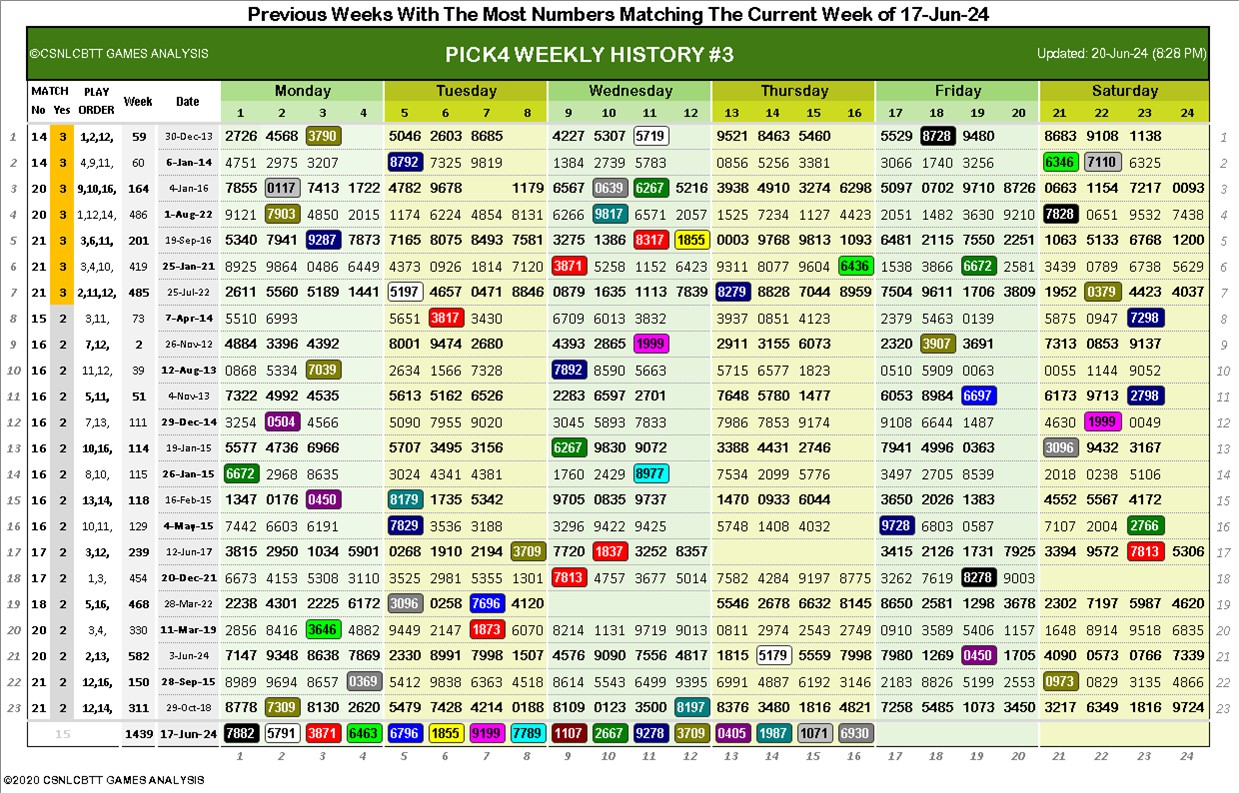 Previous Weeks With The Most Numbers Matching The Current Week of 17-Jun-24
©CSNLCBTT GAMES ANALYSIS PICK4 WEEKLY HISTORY #3 Updated: 20-Jun-24 (8:28 PM)
MATCH PLAY Week Date Monday Tuesday Wednesday Thursday Friday Saturday
No Yes ORDER 1 2 3 4 5 6 7 8 9 10 11 12 13 14 15 16 17 18 19 20 21 22 23 24
1 14 3 1,2,12, 59 30-Dec-13 2726 4568 3790 5046 2603 8685 4227 5307 5719 9521 8463 5460 5529 8728 9480 8683 9108 1138 1
2 14 3 4,9,11, 60 6-Jan-14 4751 2975 3207 8792 7325 9819 1384 2739 5783 0856 5256 3381 3066 1740 3256 6346 7110 6325 2
3 20 3 9,10,16, 164 4-Jan-16 7855 0117 7413 1722 4782 9678 1179 6567 0639 6267 5216 3938 4910 3274 6298 5097 0702 9710 8726 0663 1154 7217 0093 3
4 20 3 1,12,14, 486 1-Aug-22 9121 7903 4850 2015 1174 6224 4854 8131 6266 9817 6571 2057 1525 7234 1127 4423 2051 1482 3630 9210 7828 0651 9532 7438 4
5 21 3 3,6,11, 201 19-Sep-16 5340 7941 9287 7873 7165 8075 8493 7581 3275 1386 8317 1855 0003 9768 9813 1093 6481 2115 7550 2251 1063 5133 6768 1200 5
6 21 3 3,4,10, 419 25-Jan-21 8925 9864 0486 6449 4373 0926 1814 7120 3871 5258 1152 6423 9311 8077 9604 6436 1538 3866 6672 2581 3439 0789 6738 5629 6
7 21 3 2,11,12, 485 25-Jul-22 2611 5560 5189 1441 5197 4657 0471 8846 0879 1635 1113 7839 8279 8828 7044 8959 7504 9611 1706 3809 1952 0379 4423 4037 7
8 15 2 3,11, 73 7-Apr-14 5510 6993 5651 3817 3430 6709 6013 3832 3937 0851 4123 2379 5463 0139 5875 0947 7298 8
9 16 2 7,12, 2 26-Nov-12 4884 3396 4392 8001 9474 2680 4393 2865 1999 2911 3155 6073 2320 3907 3691 7313 0853 9137 9
10 16 2 11,12, 39 12-Aug-13 0868 5334 7039 2634 1566 7328 7892 8590 5663 5715 6577 1823 0510 5909 0063 0055 1144 9052 10
11 16 2 5,11, 51 4-Nov-13 7322 4992 4535 5613 5162 6526 2283 6597 2701 7648 5780 1477 6053 8984 6697 6173 9713 2798 11
12 16 2 7,13, 111 29-Dec-14 3254 0504 4566 5090 7955 9020 3045 5893 7833 7986 7853 9174 9108 6644 1487 4630 1999 0049 12
13 16 2 10,16, 114 19-Jan-15 5577 4736 6966 5707 3495 3156 6267 9830 9072 3388 4431 2746 7941 4996 0363 3096 9432 3167 13
14 16 2 8,10, 115 26-Jan-15 6672 2968 8635 3024 4341 4381 1760 2429 8977 7534 2099 5776 3497 2705 8539 2018 0238 5106 14
15 16 2 13,14, 118 16-Feb-15 1347 0176 0450 8179 1735 5342 9705 0835 9737 1470 0933 6044 3650 2026 1383 4552 5567 4172 15
16 16 2 10,11, 129 4-May-15 7442 6603 6191 7829 3536 3188 3296 9422 9425 5748 1408 4032 9728 6803 0587 7107 2004 2766 16
17 17 2 3,12, 239 12-Jun-17 3815 2950 1034 5901 0268 1910 2194 3709 7720 1837 3252 8357 3415 2126 1731 7925 3394 9572 7813 5306 17
18 17 2 1,3, 454 20-Dec-21 6673 4153 5308 3110 3525 2981 5355 1301 7813 4757 3677 5014 7582 4284 9197 8775 3262 7619 8278 9003 18
19 18 2 5,16, 468 28-Mar-22 2238 4301 2225 6172 3096 0258 7696 4120 5546 2678 6632 8145 8650 2581 1298 3678 2302 7197 5987 4620 19
20 20 2 3,4, 330 11-Mar-19 2856 8416 3646 4882 9449 2147 1873 6070 8214 1131 9719 9013 0811 2974 2543 2749 0910 3589 5406 1157 1648 8914 9518 6835 20
21 20 2 2,13, 582 3-Jun-24 7147 9348 8638 7869 2330 8991 7998 1507 4576 9090 7556 4817 1815 5179 5559 7998 7980 1269 0450 1705 4090 0573 0766 7339 21
22 21 2 12,16, 150 28-Sep-15 8989 9694 8657 0369 5412 9838 6363 4518 8614 5543 6499 9395 6991 4887 3192 6196 2183 8826 5199 2553 0973 0829 3135 4866 22
23 21 2 12,14, 311 29-Oct-18 8778 7309 8130 2620 5479 7428 4214 0188 8109 0123 3500 8197 8376 3480 1816 4821 7258 5485 1073 3450 3217 6349 1816 9724 23
15 1439 17-Jun-24 7882 5791 3871 6463 6796 1855 9199 7789 1107 2667 9278 3709 0405 1987 1071 6930
1 2 3 4 5 6 7 8 9 10 11 12 13 14 15 16 17 18 19 20 21 22 23 24
©2020 CSNLCBTT GAMES ANALYSIS